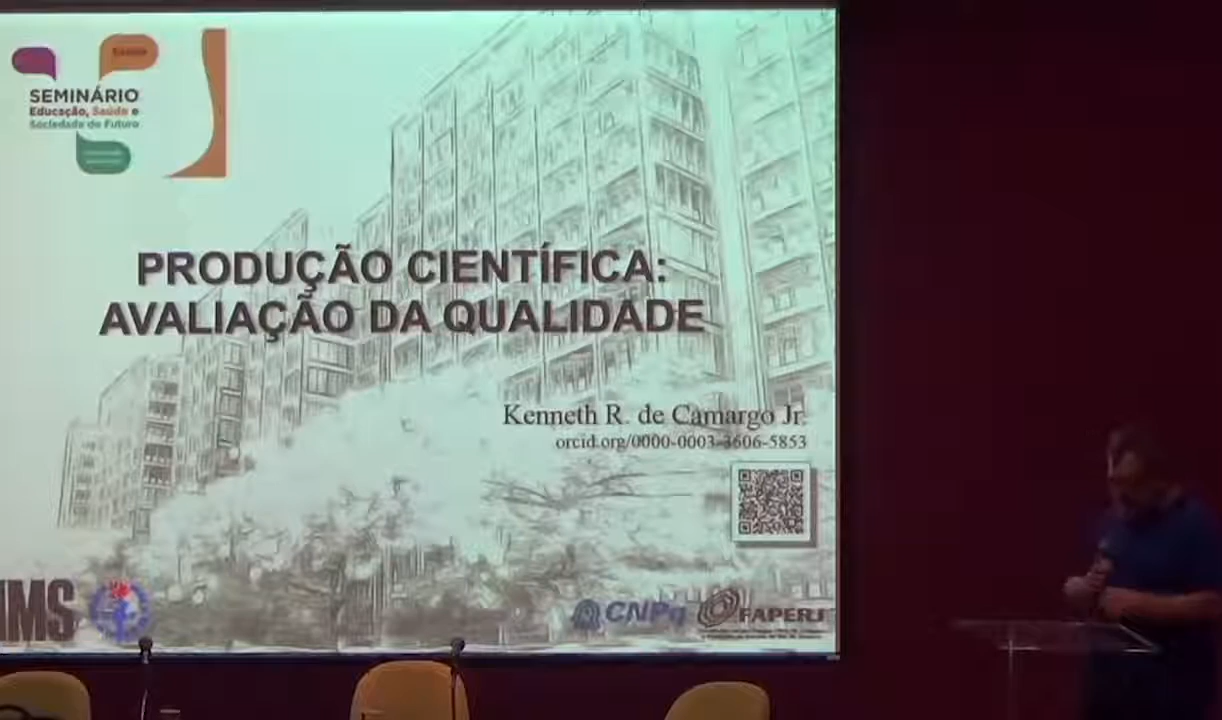 Saúde
SEMINÁRIO
Educação, Saúde e
Sociedade do Futuro
PRODUÇÃO CIENTÍFICA:
AVALIAÇÃO DA QUALIDADE
Kenneth R. de Camargo Jr.
orcid.org/0000-0003-3606-5853
IMS
CNPq
FAPERJ